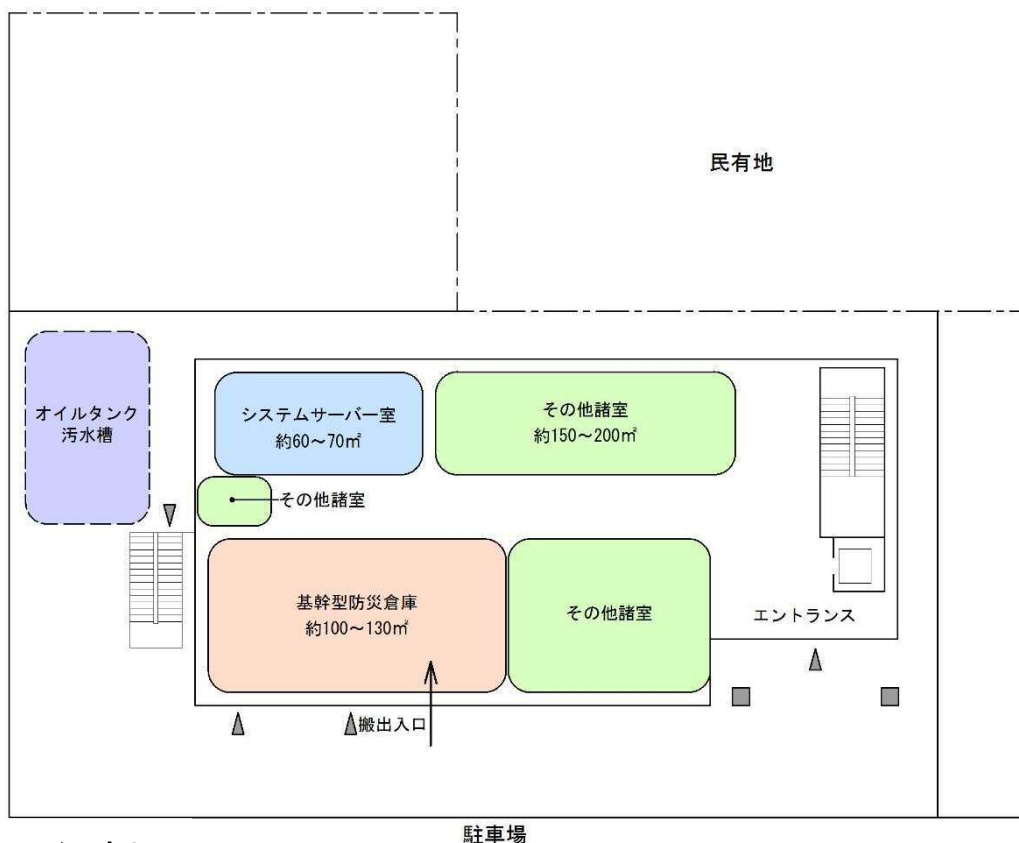 民有地
オイルタンク
汚水槽
システムサーバー室
約60～70㎡
その他諸室
約150～200㎡
その他諸室
基幹型防災倉庫
約100～130㎡
その他諸室
エントランス
搬出入口
駐車場